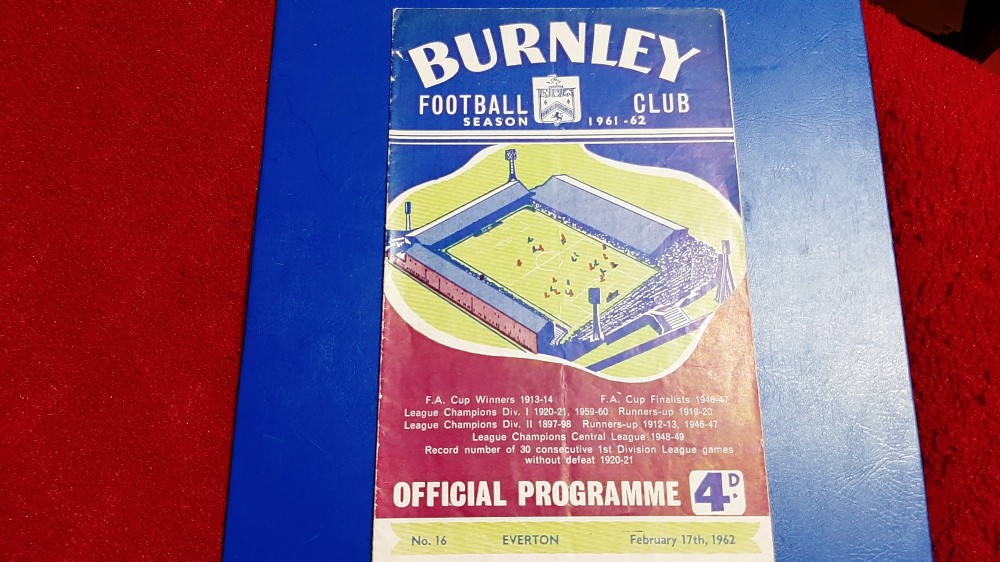 BURNLEY
FOOTBALL CLUB
SEASON 1961-62
F.A. Cup Winners 1913-14 F.A. Cup Finalists 1946-47
League Champions Div. I 1920-21, 1959-60 Runners-up 1919-20
League Champions Div. II 1897-98 Runners-up 1912-13, 1946-47
League Champions Central League 1948-49
Record number of 30 consecutive 1st Division League games
without defeat 1920-21
OFFICIAL PROGRAMME 4D.
No. 16 EVERTON February 17th, 1962